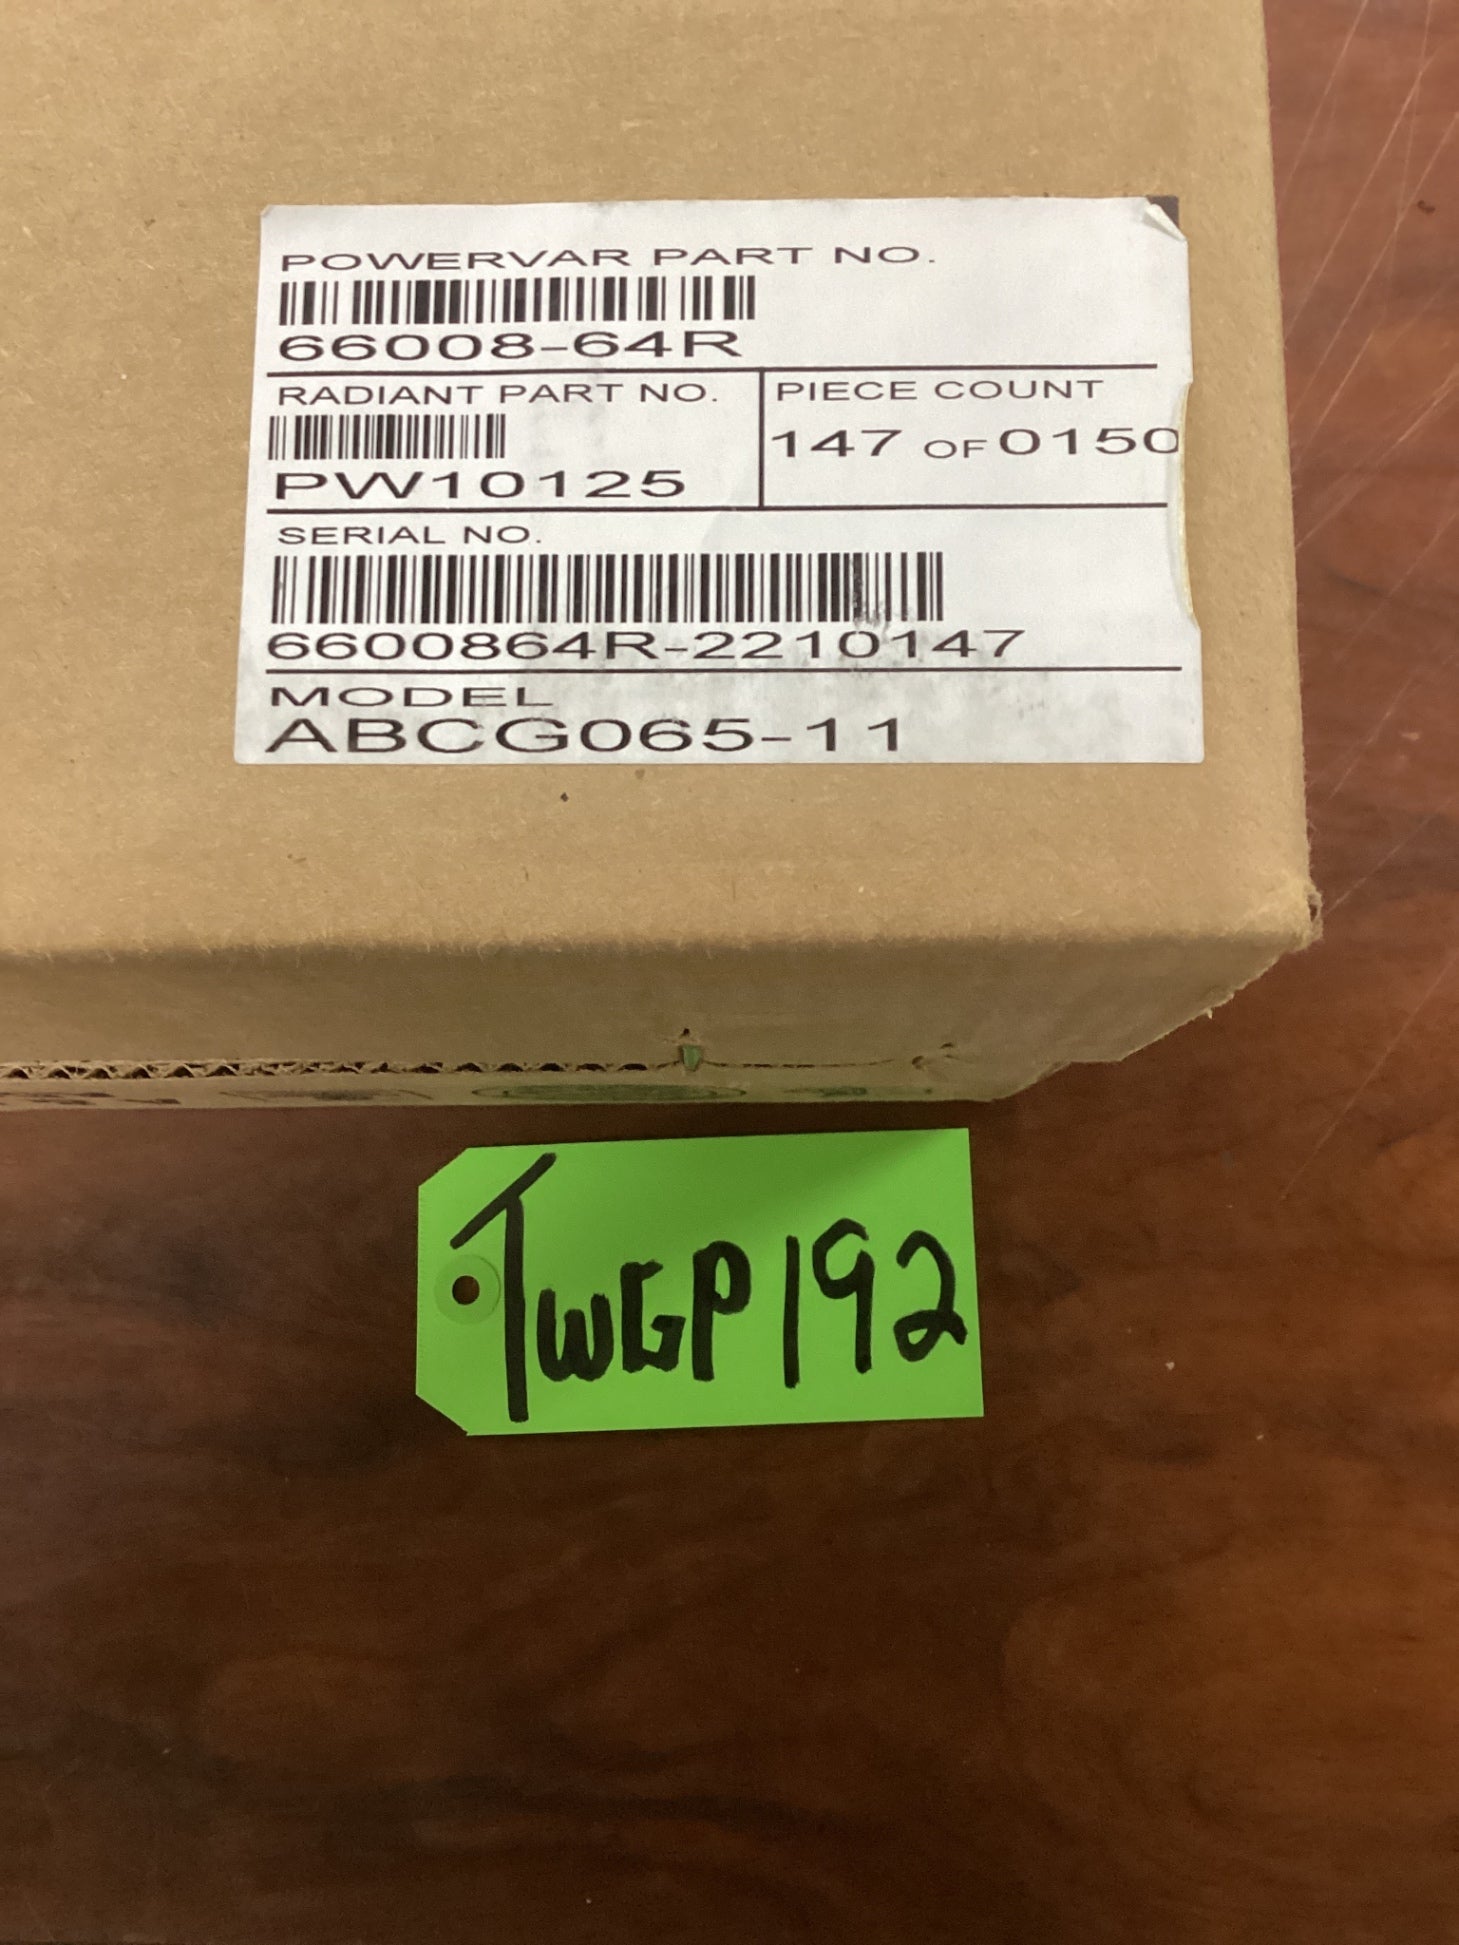 POWERVAR PART NO.
66008-64R
RADIANT PART NO.
PW10125
PIECE COUNT
147 OF 0150
SERIAL NO.
6600864R-2210147
MODEL
ABCG065-11
TWGP192